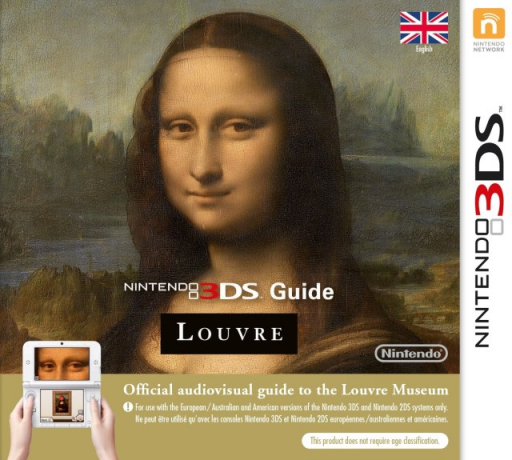 English
NINTENDO
NETWORK
NINTENDO 3DS™
NINTENDO 3DS™ Guide
LOUVRE
Nintendo®
Official audiovisual guide to the Louvre Museum
For use with the European/Australian and American versions of the Nintendo 3DS and Nintendo 2DS systems only.
Ne peut être utilisé qu'avec les consoles Nintendo 3DS et Nintendo 2DS européennes/australiennes et américaines.
This product does not require age classification.